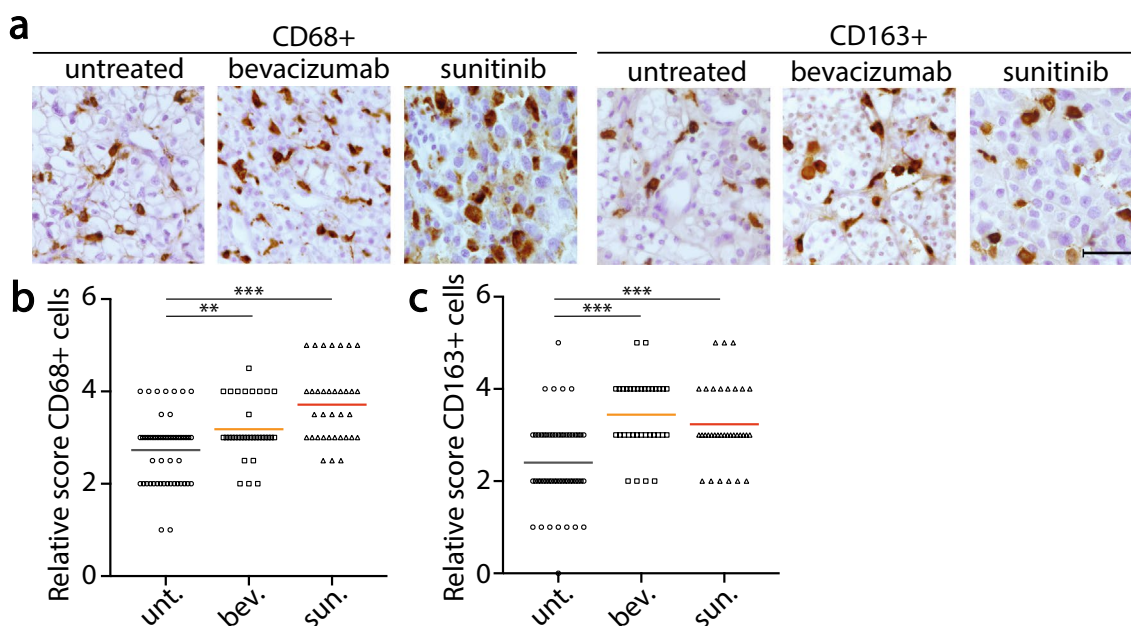 a
CD68+
CD163+
untreated bevacizumab sunitinib
untreated bevacizumab sunitinib
b
Relative score CD68+ cells
6
4
2
0
***
**
unt. bev. sun.
c
Relative score CD163+ cells
6
4
2
0
***
***
unt. bev. sun.